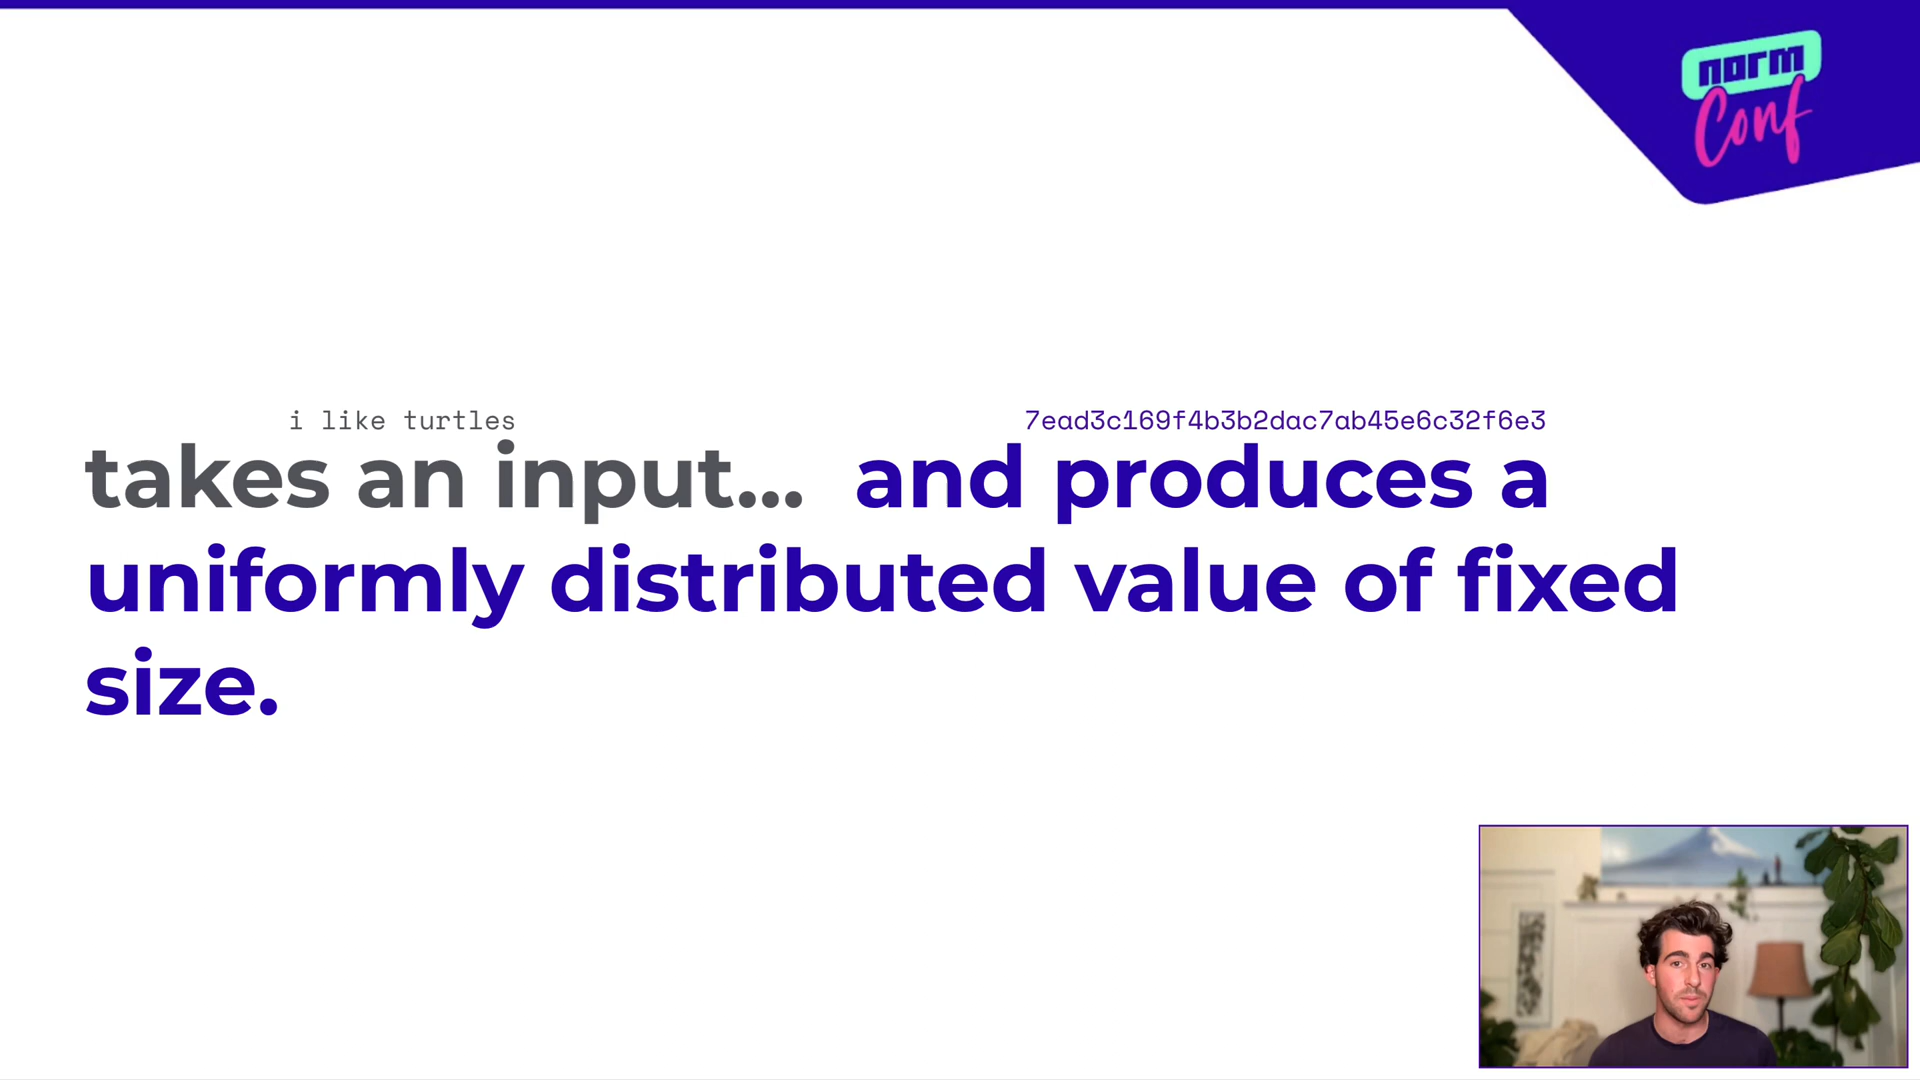 norm
Conf
i like turtles
7ead3c169f4b3b2dac7ab45e6c32f6e3
takes an input... and produces a
uniformly distributed value of fixed
size.